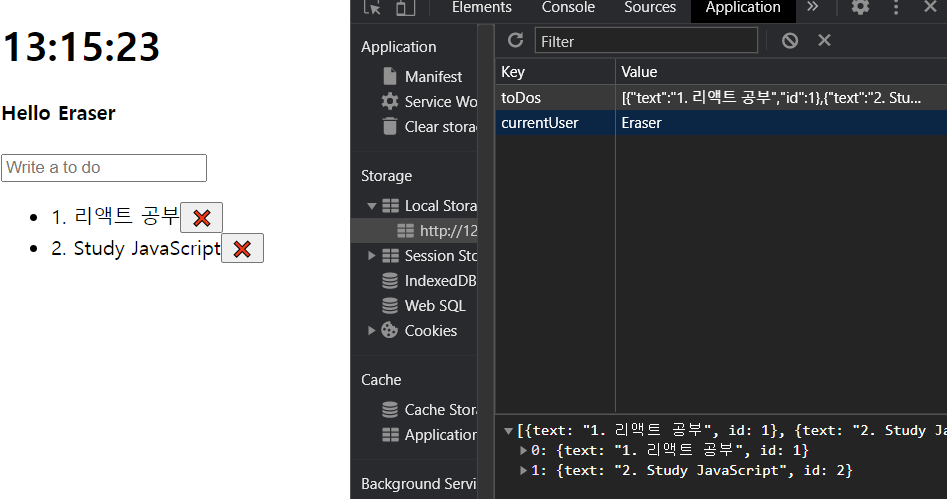 13:15:23
Hello Eraser
Write a to do
1. 리액트 공부
2. Study JavaScript
Elements Console Sources Application »
Application
Manifest
Service Wo
Clear stora
Storage
Local Stora
http://12
Session Sto
IndexedDB
Web SQL
Cookies
Cache
Cache Stor
Application
Background Servi
Filter
Key Value
toDos [{"text":"1. 리액트 공부","id":1},{"text":"2. Stu...
currentUser Eraser
[{text: "1. 리액트 공부", id: 1}, {text: "2. Study Ja
0: {text: "1. 리액트 공부", id: 1}
1: {text: "2. Study JavaScript", id: 2}